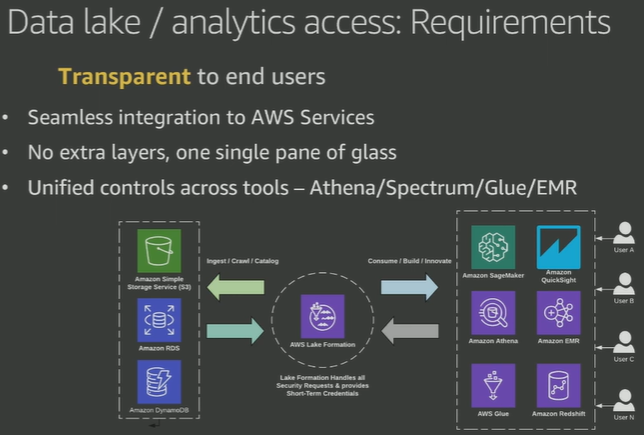 Data lake / analytics access: Requirements
Transparent to end users
• Seamless integration to AWS Services
• No extra layers, one single pane of glass
• Unified controls across tools – Athena/Spectrum/Glue/EMR
Amazon Simple
Storage Service (S3)
Amazon RDS
Amazon DynamoDB
Ingest / Crawl / Catalog
AWS Lake Formation
Lake Formation Handles all
Security Requests & provides
Short-Term Credentials
Consume / Build / Innovate
Amazon SageMaker
Amazon
QuickSight
Amazon Athena
Amazon EMR
AWS Glue
Amazon Redshift
User A
User B
User C
User N